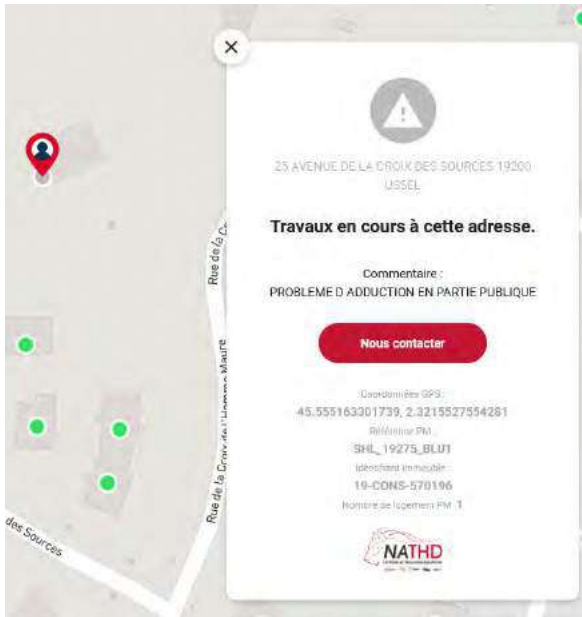 25 AVENUE DE LA CROIX DES SOURCES 19200
USSEL
Travaux en cours à cette adresse.
Commentaire :
PROBLEME D ADDUCTION EN PARTIE PUBLIQUE
Nous contacter
Coordonnées GPS :
45.555163301739, 2.3215527554281
Référence PM :
SHL_19275_BLU1
Identifiant immeuble :
19-CONS-570196
Nombre de logement PM : 1
NATHD
Rue de la C
Rue de la Croix de l'Homme Maure
des Sources